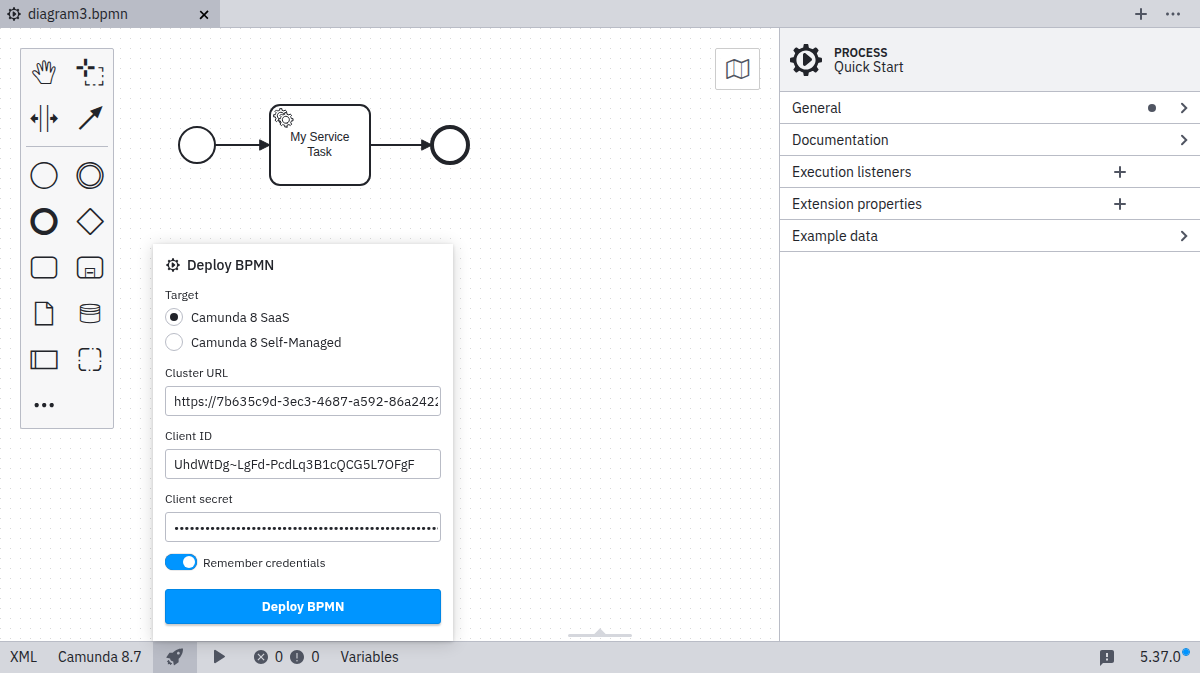 diagram3.bpmn
PROCESS
Quick Start
General
Documentation
Execution listeners
Extension properties
Example data
My Service
Task
Deploy BPMN
Target
Camunda 8 SaaS
Camunda 8 Self-Managed
Cluster URL
https://7b635c9d-3ec3-4687-a592-86a2422
Client ID
UhdWtDg~LgFd-PcdLq3B1cQCG5L7OFgF
Client secret
••••••••••••••••••••••••••••••••••••••••••••••
Remember credentials
Deploy BPMN
XML Camunda 8.7 0 0 Variables 5.37.0